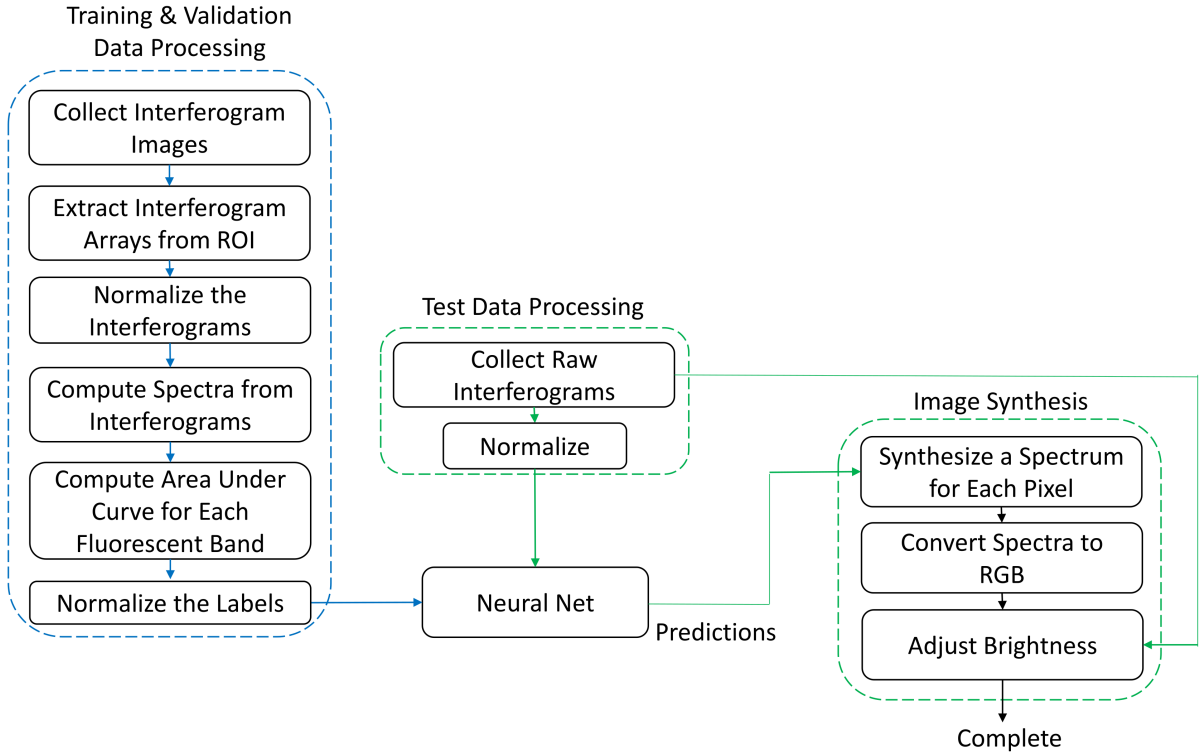 Training & Validation
Data Processing
Collect Interferogram
Images
Extract Interferogram
Arrays from ROI
Normalize the
Interferograms
Compute Spectra from
Interferograms
Compute Area Under
Curve for Each
Fluorescent Band
Normalize the Labels
Test Data Processing
Collect Raw
Interferograms
Normalize
Neural Net
Predictions
Image Synthesis
Synthesize a Spectrum
for Each Pixel
Convert Spectra to
RGB
Adjust Brightness
Complete